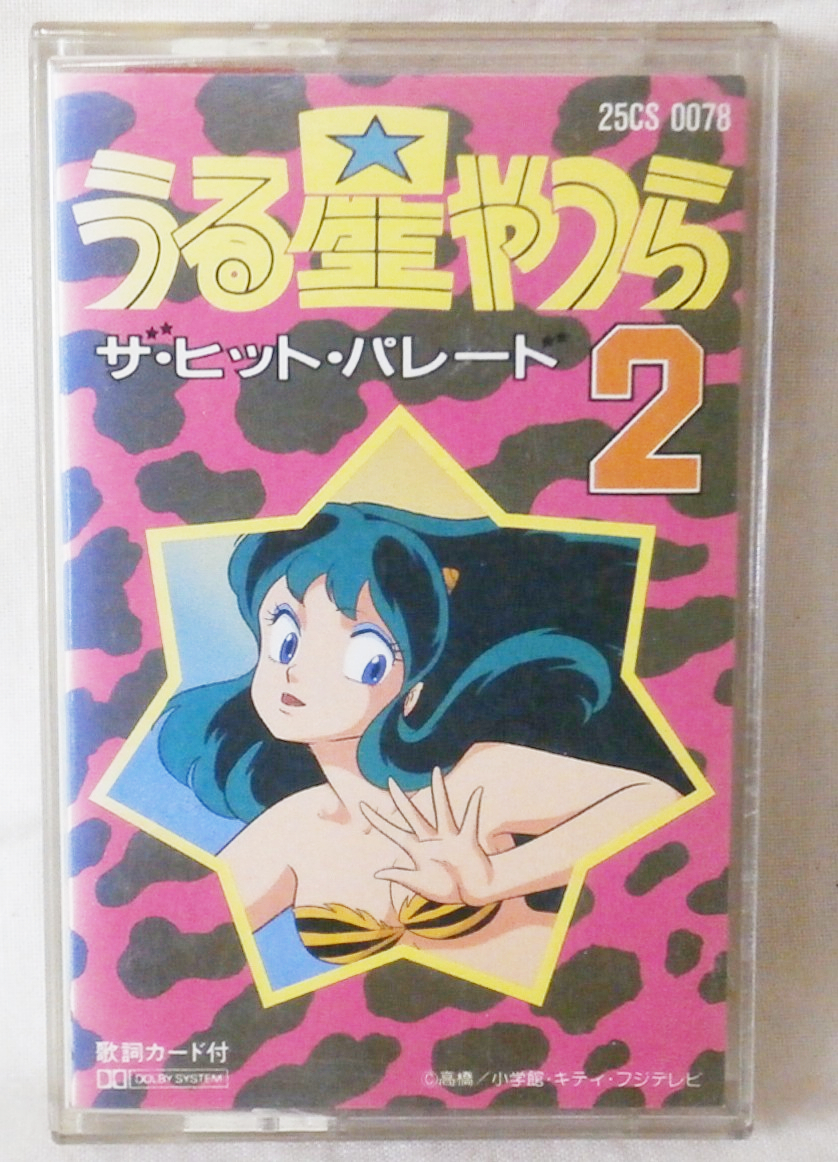 25CS 0078
うる星やつら
ザ・ヒット・パレード
2
歌詞カード付
DOLBY SYSTEM
©高橋/小学館・キティ・フジテレビ